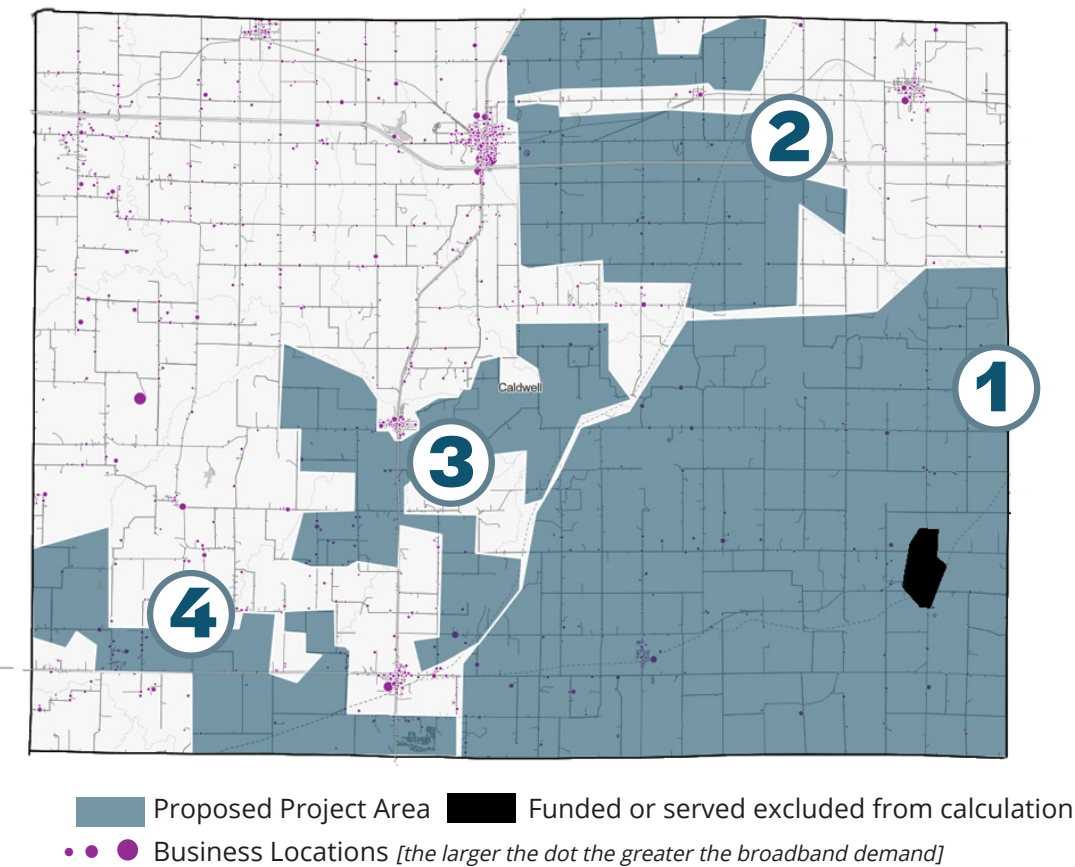 2
1
Caldwell
3
4
Proposed Project Area Funded or served excluded from calculation
Business Locations [the larger the dot the greater the broadband demand]